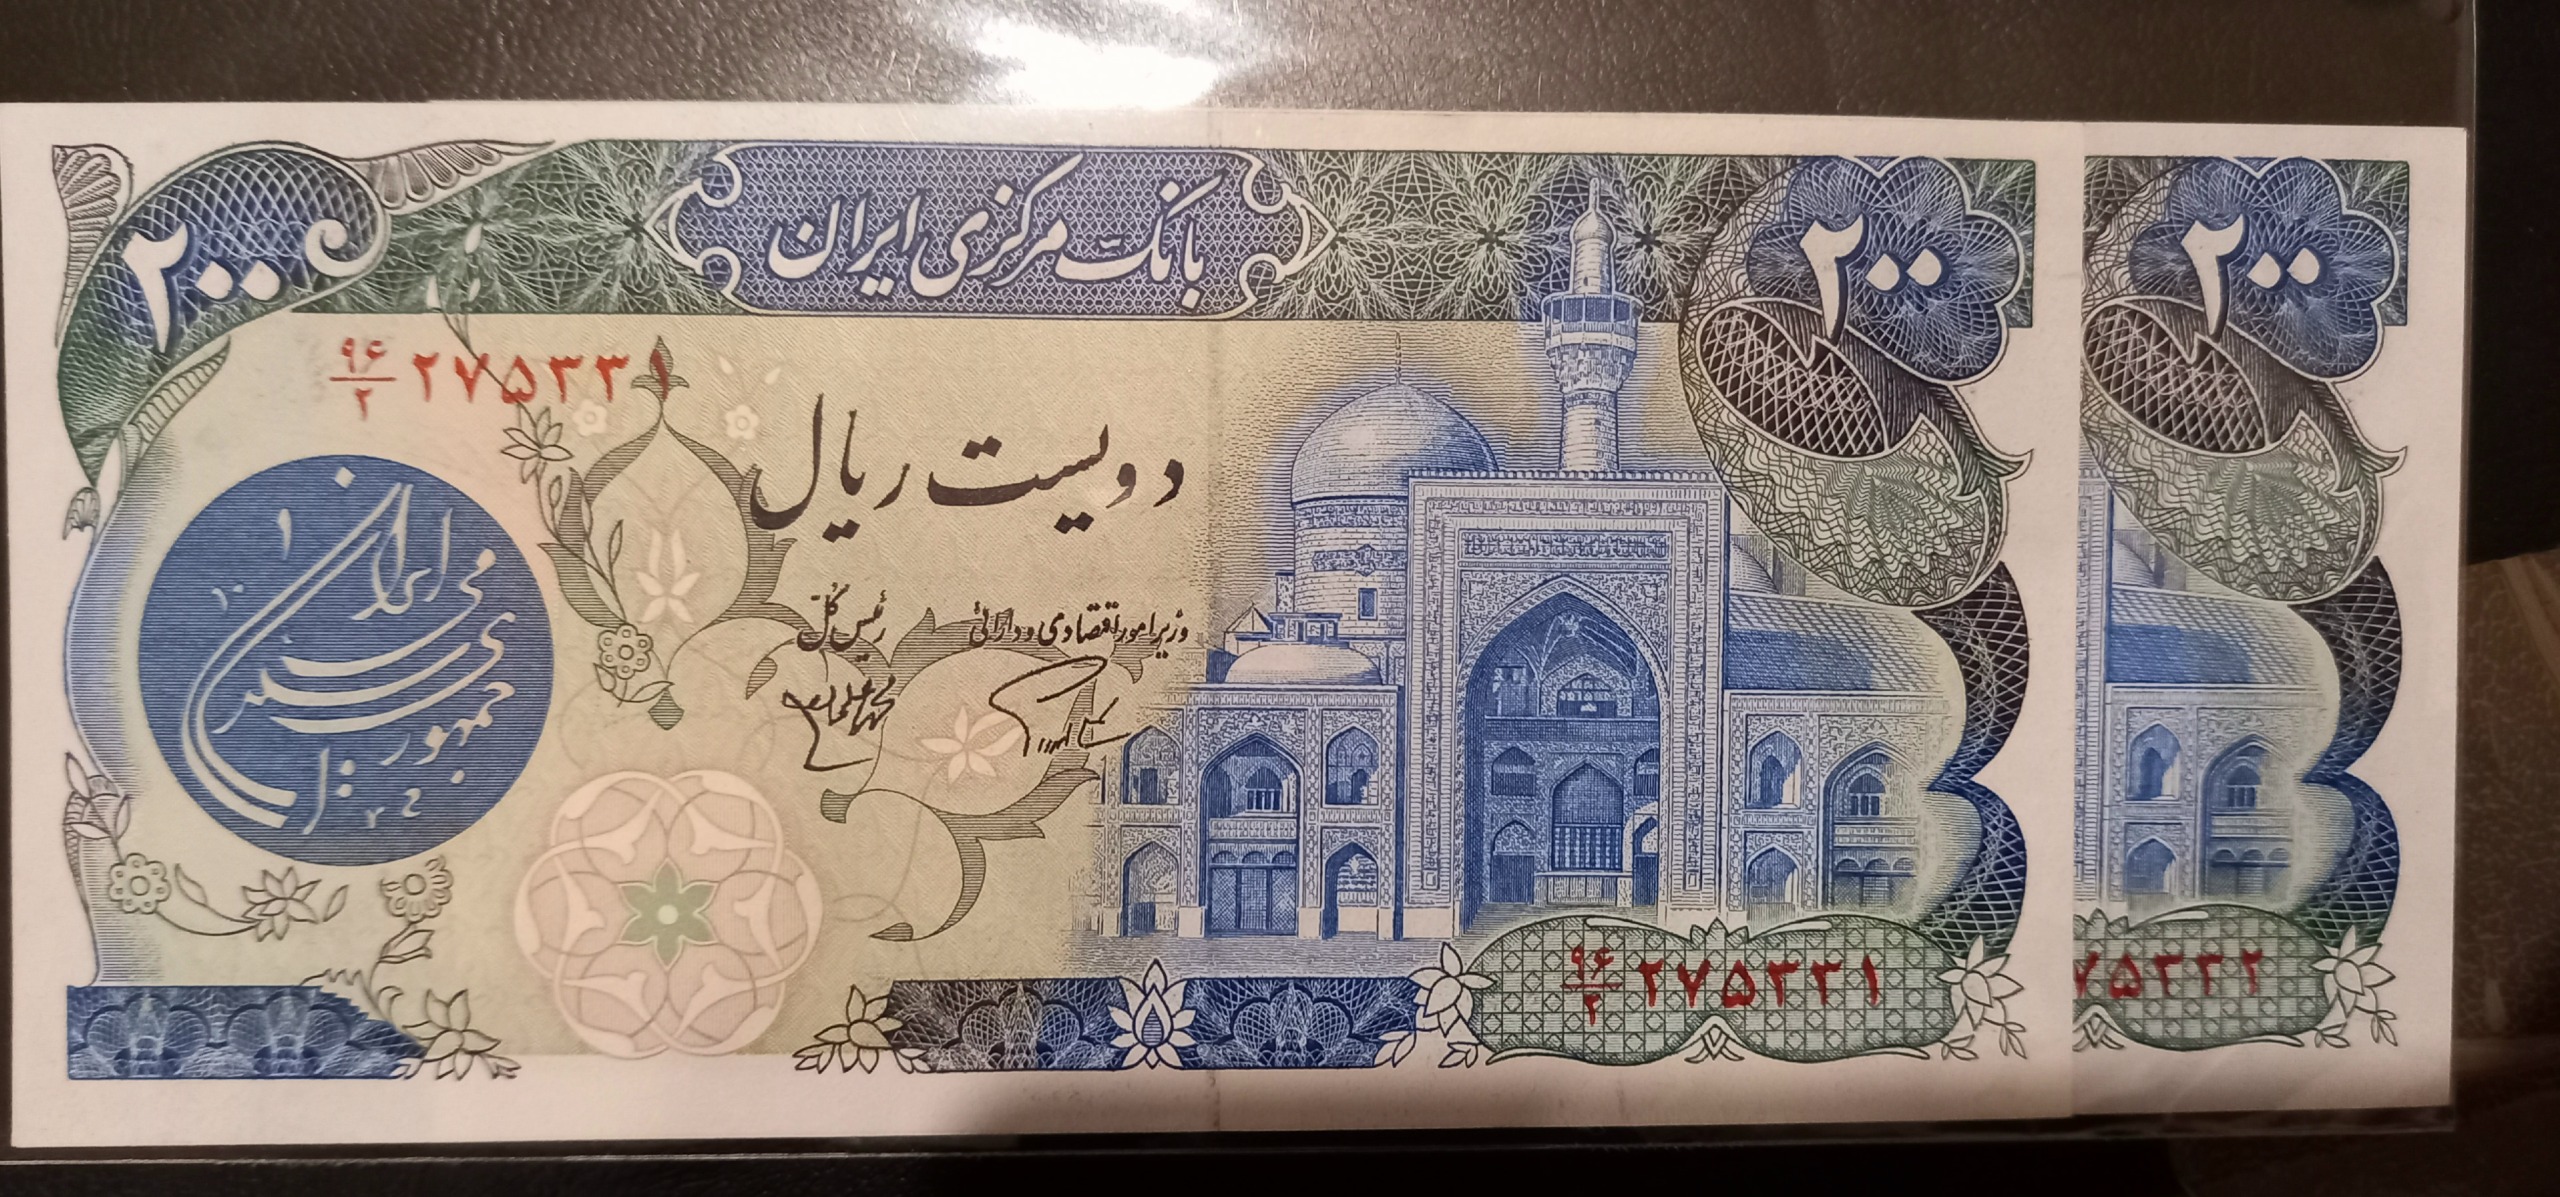 ۲۰۰
بانک مرکزی ایران
۲۰۰
۲۰۰
۹۶/۲ ۲۷۵۳۳۱
دویست ریال
جمهوری اسلامی ایران
وزیر امور اقتصادی و دارائی
رئیس کل
۹۶/۲ ۲۷۵۳۳۱
۷۵۳۳۲